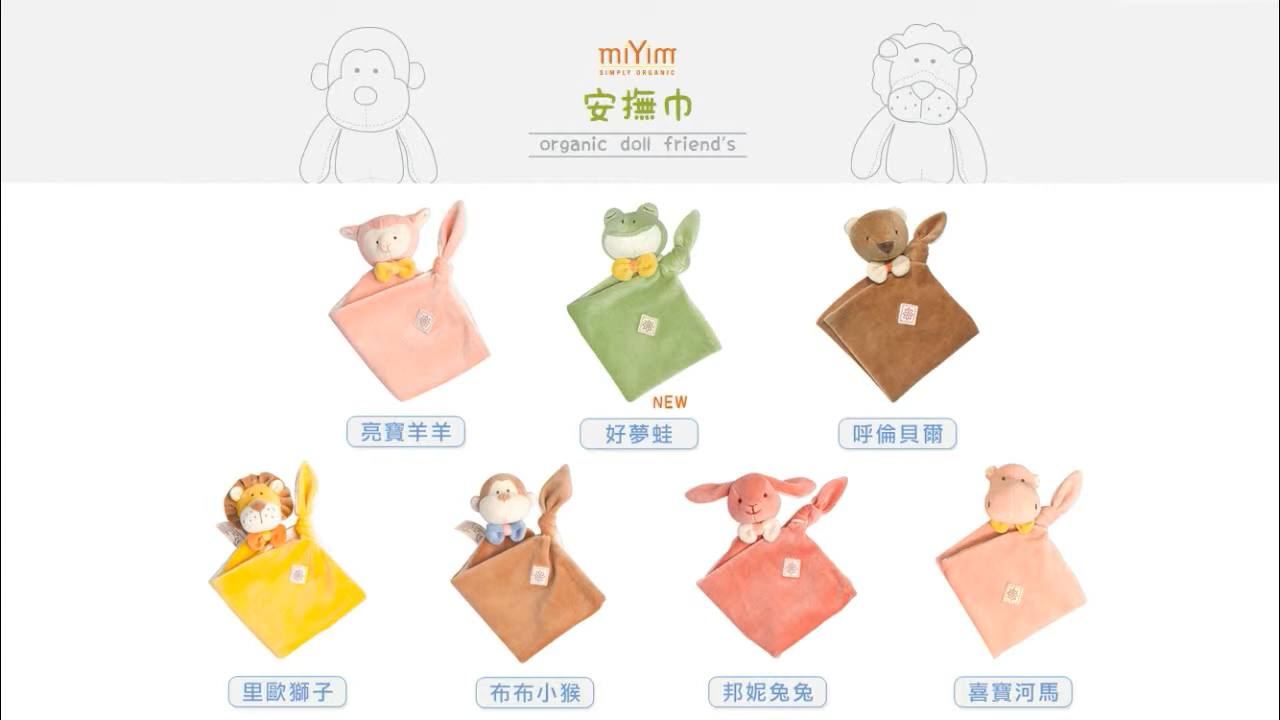 miYim
SIMPLY ORGANIC
安撫巾
organic doll friend's
亮寶羊羊
NEW
好夢蛙
呼倫貝爾
里歐獅子
布布小猴
邦妮兔兔
喜寶河馬